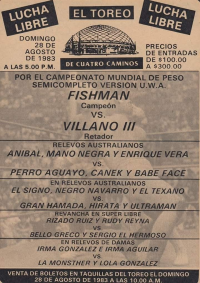 LUCHA LIBRE
EL TOREO
LUCHA LIBRE
DE CUATRO CAMINOS
DOMINGO
28 DE AGOSTO
DE 1983
A LAS 5.00 P.M.
PRECIOS
DE ENTRADAS
DE $100.00
A $300.00
POR EL CAMPEONATO MUNDIAL DE PESO
SEMICOMPLETO VERSION U.W.A.
FISHMAN
Campeón
VS.
VILLANO III
Retador
RELEVOS AUSTRALIANOS
ANIBAL, MANO NEGRA Y ENRIQUE VERA
VS
PERRO AGUAYO, CANEK Y BABE FACE
EN RELEVOS AUSTRALIANOS
EL SIGNO, NEGRO NAVARRO Y EL TEXANO
VS
GRAN HAMADA, HIRATA Y ULTRAMAN
REVANCHA EN SUPER LIBRE
RIZADO RUIZ Y RUDY REYNA
VS
BELLO GRECO Y SERGIO EL HERMOSO
EN RELEVOS DE DAMAS
IRMA GONZALEZ E IRMA AGUILAR
VS
LA MONSTHER Y LOLA GONZALEZ
VENTA DE BOLETOS EN TAQUILLAS DEL TOREO EL DOMINGO
28 DE AGOSTO DE 1983 A LAS 10.00 A.M.